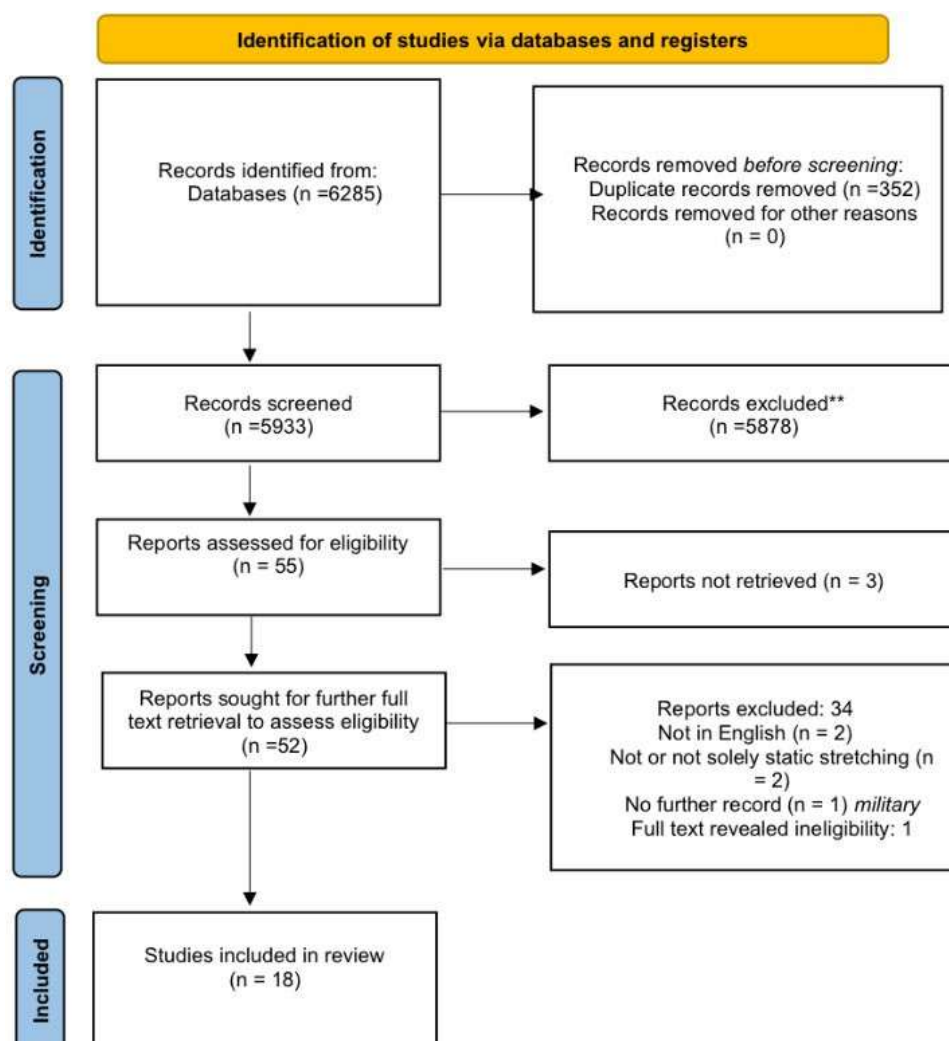 Identification of studies via databases and registers
Identification
Records identified from:
Databases (n =6285)
Records removed before screening:
Duplicate records removed (n =352)
Records removed for other reasons
(n = 0)
Screening
Records screened
(n =5933)
Records excluded**
(n =5878)
Reports assessed for eligibility
(n = 55)
Reports not retrieved (n = 3)
Reports sought for further full
text retrieval to assess eligibility
(n =52)
Reports excluded: 34
Not in English (n = 2)
Not or not solely static stretching (n
= 2)
No further record (n = 1) military
Full text revealed ineligibility: 1
Included
Studies included in review
(n = 18)